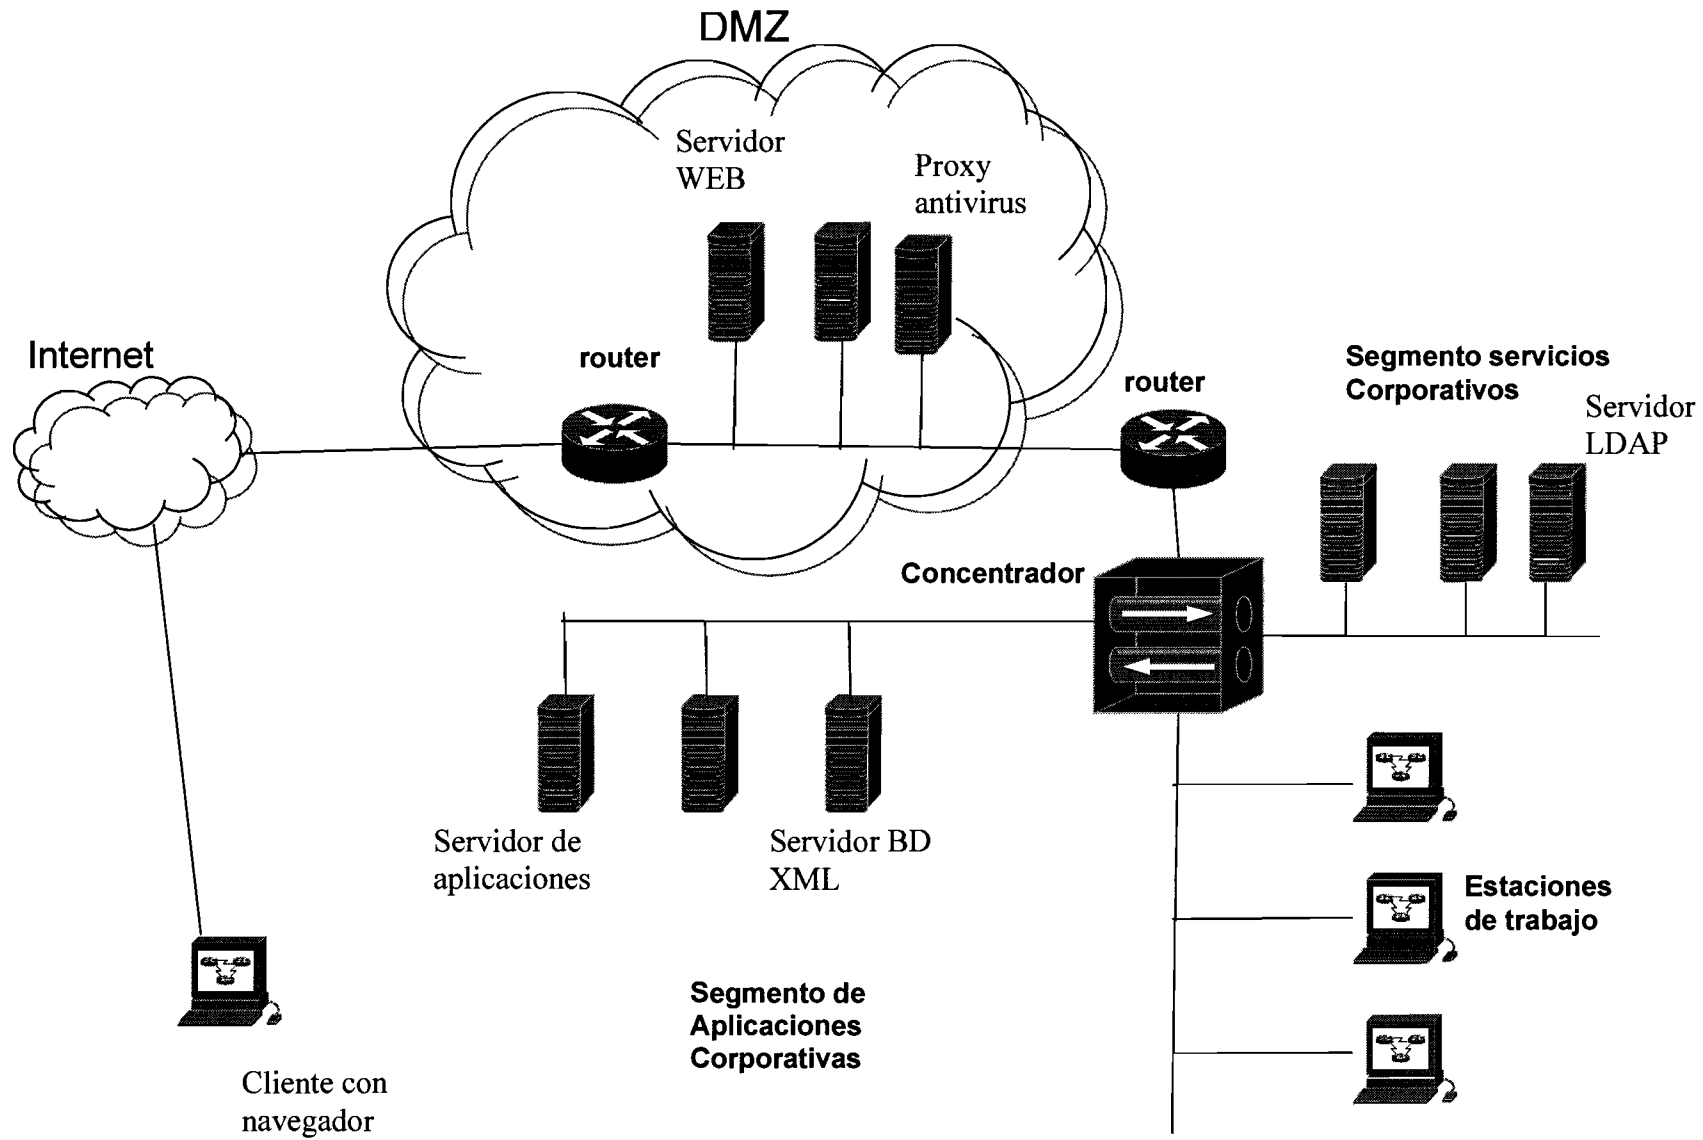 DMZ
Servidor
WEB
Proxy
antivirus
Internet
router
router
Segmento servicios
Corporativos
Servidor
LDAP
Concentrador
Servidor de
aplicaciones
Servidor BD
XML
Estaciones
de trabajo
Segmento de
Aplicaciones
Corporativas
Cliente con
navegador